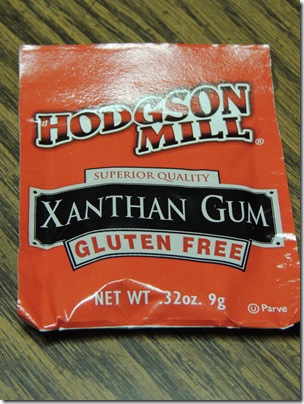 HODGSON
MILL®
SUPERIOR QUALITY
XANTHAN GUM
GLUTEN FREE
NET WT .32oz. 9g
U Parve